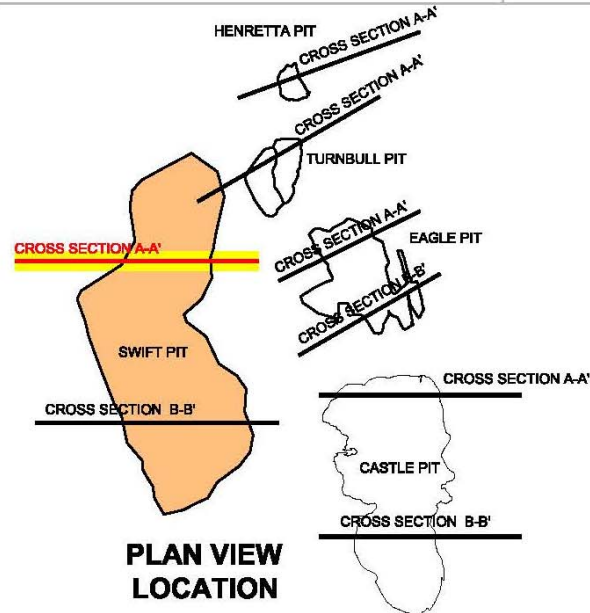 HENRETTA PIT
CROSS SECTION A-A'
CROSS SECTION A-A'
TURNBULL PIT
CROSS SECTION A-A'
CROSS SECTION A-A'
EAGLE PIT
CROSS SECTION B-B'
SWIFT PIT
CROSS SECTION A-A'
CROSS SECTION B-B'
CASTLE PIT
CROSS SECTION B-B'
PLAN VIEW
LOCATION